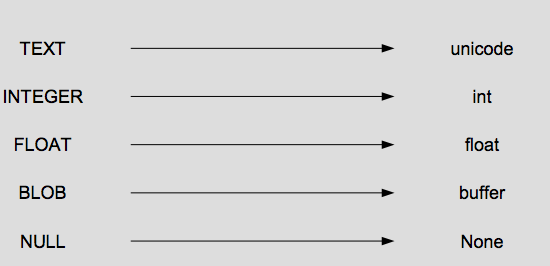 TEXT unicode
INTEGER int
FLOAT float
BLOB buffer
NULL None